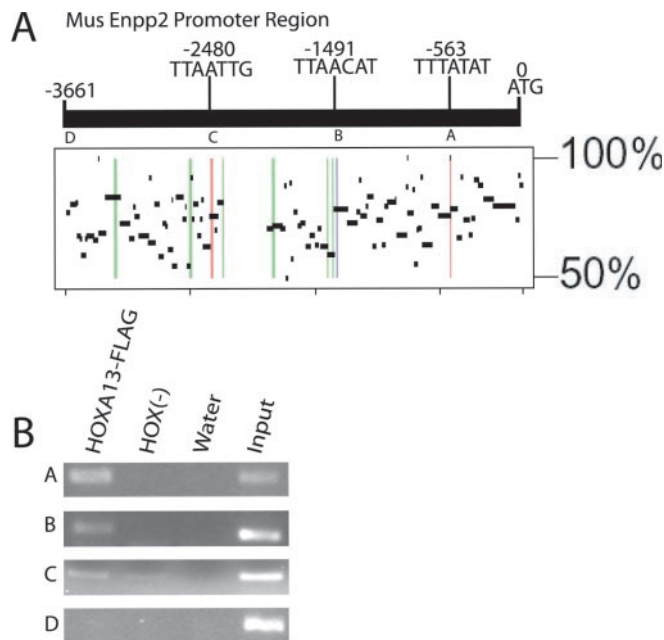 A
Mus Enpp2 Promoter Region
-3661
-2480
TTAATTG
-1491
TTAACAT
-563
TTTATAT
0
ATG
D
C
B
A
100%
50%
B
HOXA13-FLAG
HOX(-)
Water
Input
A
B
C
D